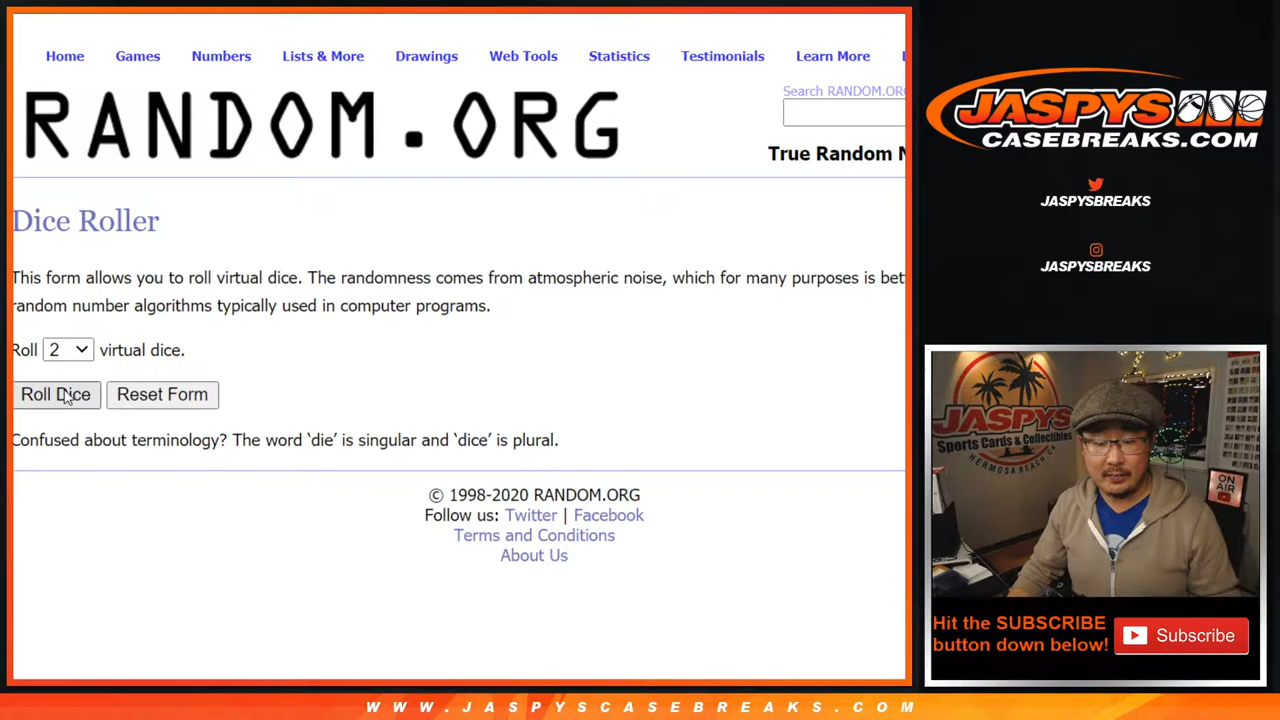 Home Games Numbers Lists & More Drawings Web Tools Statistics Testimonials Learn More
Search RANDOM.ORG
RANDOM.ORG
True Random N
Dice Roller
This form allows you to roll virtual dice. The randomness comes from atmospheric noise, which for many purposes is bet
random number algorithms typically used in computer programs.
Roll 2 virtual dice.
Roll Dice Reset Form
Confused about terminology? The word ‘die’ is singular and ‘dice’ is plural.
© 1998-2020 RANDOM.ORG
Follow us: Twitter | Facebook
Terms and Conditions
About Us
JASPYS
CASEBREAKS.COM
JASPYSBREAKS
JASPYSBREAKS
JASPYS
Sports Cards & Collectibles
HERMOSA BEACH, CA
ON
AIR
Hit the SUBSCRIBE
button down below!
Subscribe
WWW.JASPYSCASEBREAKS.COM